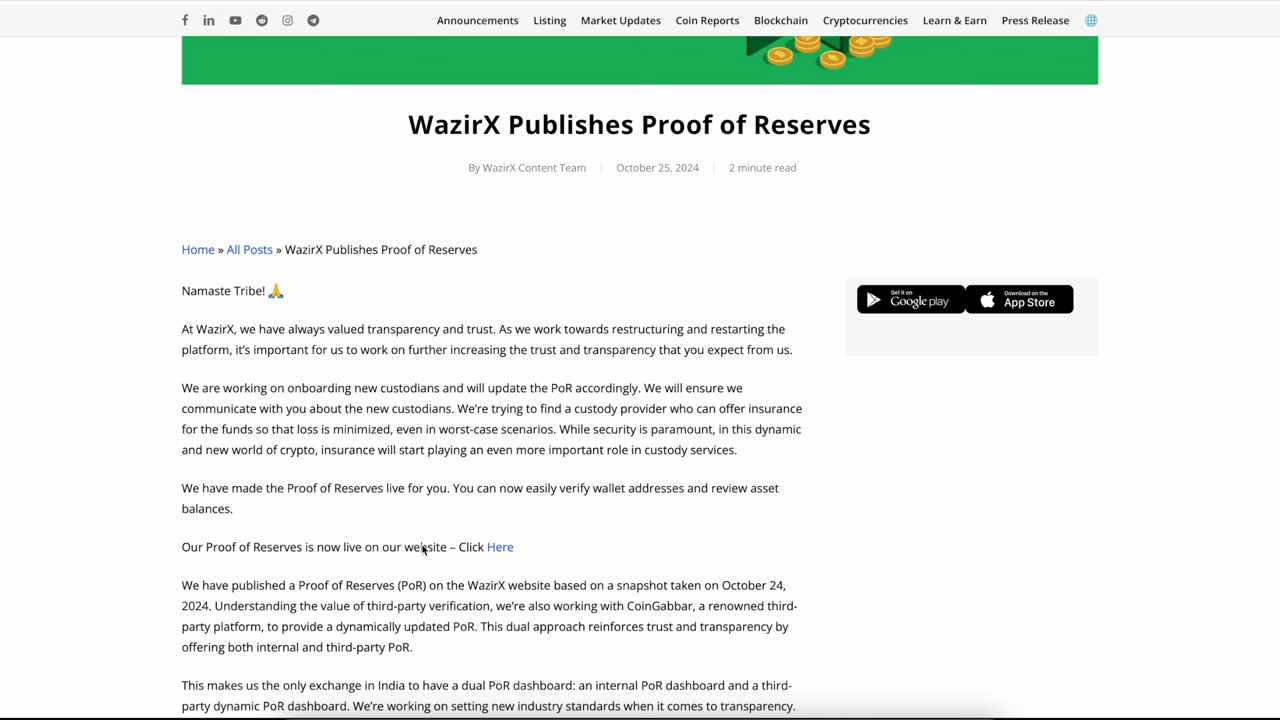 Announcements Listing Market Updates Coin Reports Blockchain Cryptocurrencies Learn & Earn Press Release
WazirX Publishes Proof of Reserves
By WazirX Content Team October 25, 2024 2 minute read
Home » All Posts » WazirX Publishes Proof of Reserves
Namaste Tribe! 🙏
GET IT ON Google play Download on the App Store
At WazirX, we have always valued transparency and trust. As we work towards restructuring and restarting the
platform, it's important for us to work on further increasing the trust and transparency that you expect from us.
We are working on onboarding new custodians and will update the PoR accordingly. We will ensure we
communicate with you about the new custodians. We're trying to find a custody provider who can offer insurance
for the funds so that loss is minimized, even in worst-case scenarios. While security is paramount, in this dynamic
and new world of crypto, insurance will start playing an even more important role in custody services.
We have made the Proof of Reserves live for you. You can now easily verify wallet addresses and review asset
balances.
Our Proof of Reserves is now live on our website – Click Here
We have published a Proof of Reserves (PoR) on the WazirX website based on a snapshot taken on October 24,
2024. Understanding the value of third-party verification, we're also working with CoinGabbar, a renowned third-
party platform, to provide a dynamically updated PoR. This dual approach reinforces trust and transparency by
offering both internal and third-party PoR.
This makes us the only exchange in India to have a dual PoR dashboard: an internal PoR dashboard and a third-
party dynamic PoR dashboard. We're working on setting new industry standards when it comes to transparency.